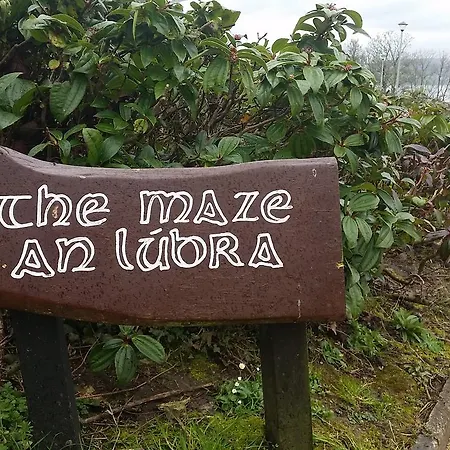 the maze
an lúbra